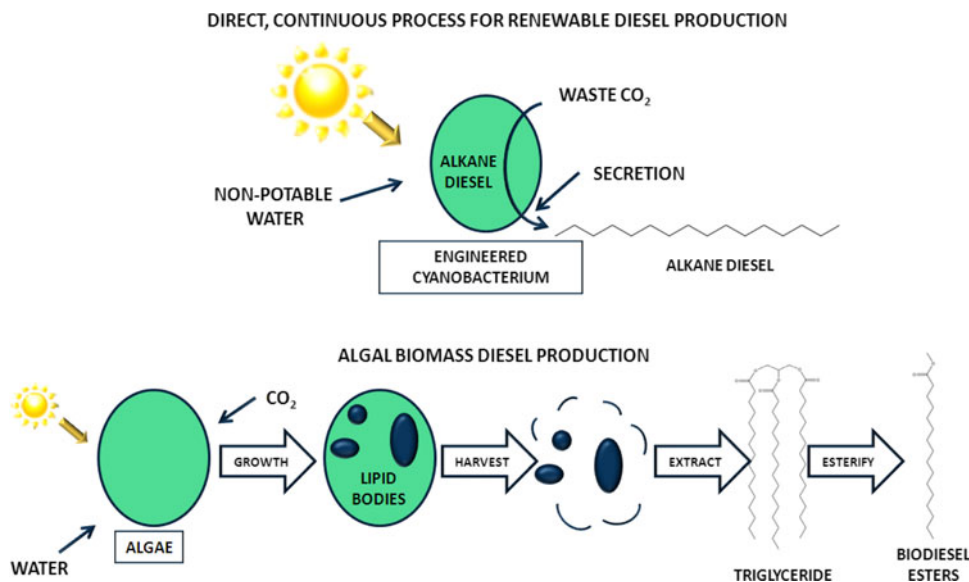 DIRECT, CONTINUOUS PROCESS FOR RENEWABLE DIESEL PRODUCTION
WASTE CO₂
ALKANE
DIESEL
SECRETION
NON-POTABLE
WATER
ENGINEERED
CYANOBACTERIUM
ALKANE DIESEL
ALGAL BIOMASS DIESEL PRODUCTION
CO₂
GROWTH
LIPID
BODIES
HARVEST
EXTRACT
ESTERIFY
ALGAE
WATER
TRIGLYCERIDE
BIODIESEL
ESTERS